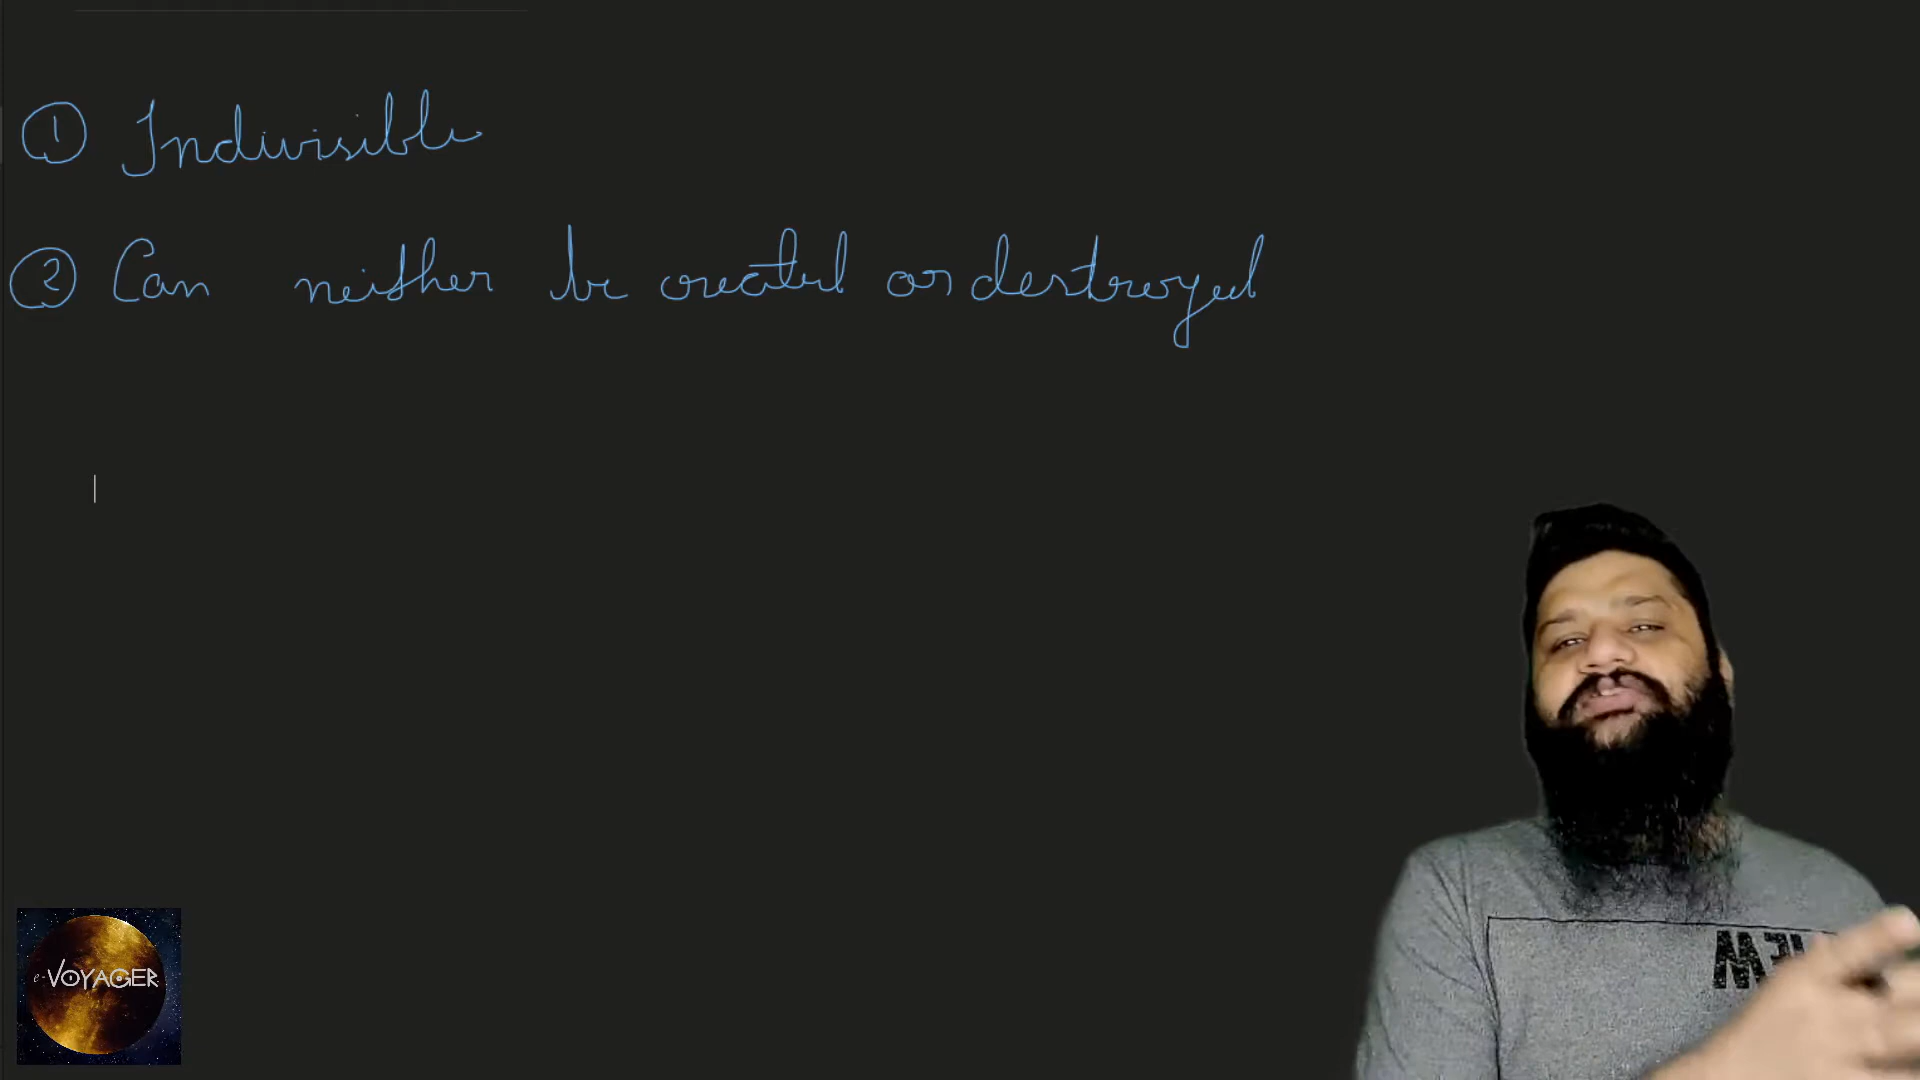 ① Indivisible
② Can neither be created or destroyed
e-VOYAGER